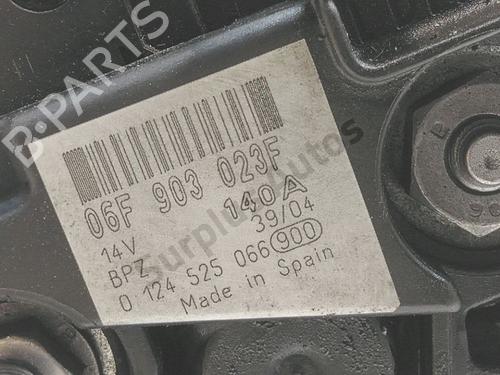 B-PARTS
06F 903 023F
14V 140A
BPZ 39/04
0 124 525 066 900
Made in Spain
Surplus Autos